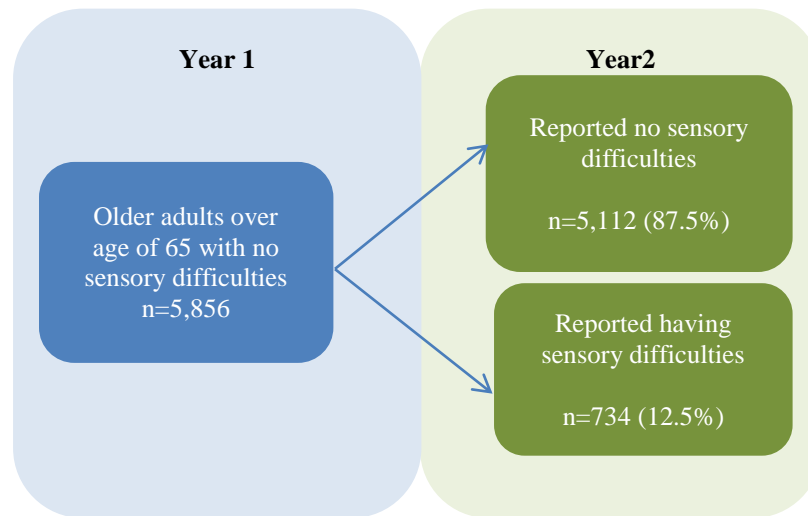 Year 1
Older adults over
age of 65 with no
sensory difficulties
n=5,856
Year2
Reported no sensory
difficulties
n=5,112 (87.5%)
Reported having
sensory difficulties
n=734 (12.5%)